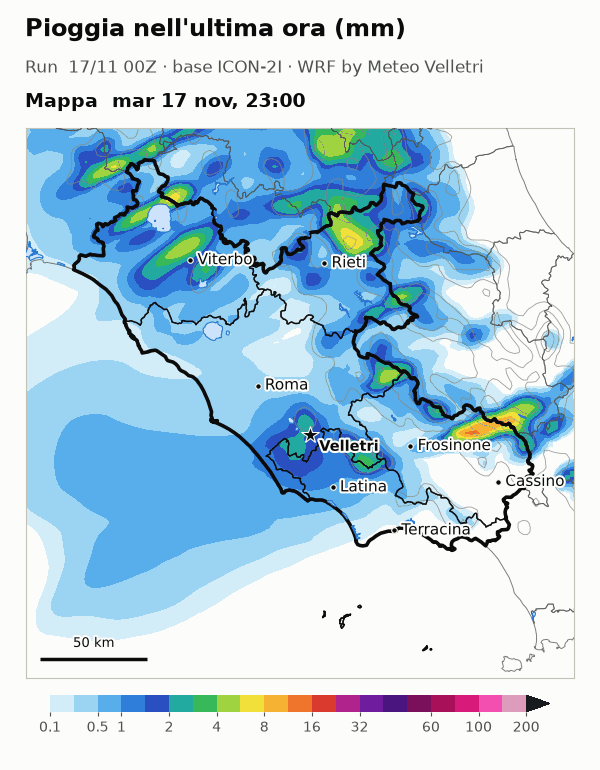 Pioggia nell'ultima ora (mm)
Run  17/11 00Z · base ICON-2I · WRF by Meteo Velletri
Mappa  mar 17 nov, 23:00
Viterbo
Rieti
Roma
Velletri
Frosinone
Latina
Cassino
Terracina
50 km
0.1 0.5 1 2 4 8 16 32 60 100 200